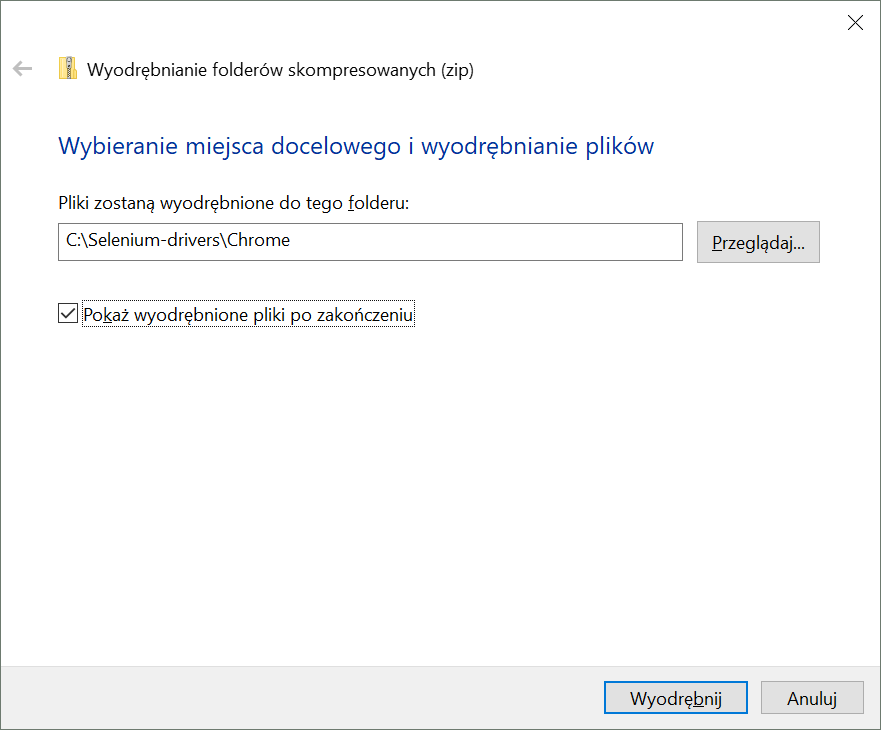 Wyodrębnianie folderów skompresowanych (zip)
Wybieranie miejsca docelowego i wyodrębnianie plików
Pliki zostaną wyodrębnione do tego folderu:
C:\Selenium-drivers\Chrome
Przeglądaj...
Pokaż wyodrębnione pliki po zakończeniu
Wyodrębnij
Anuluj